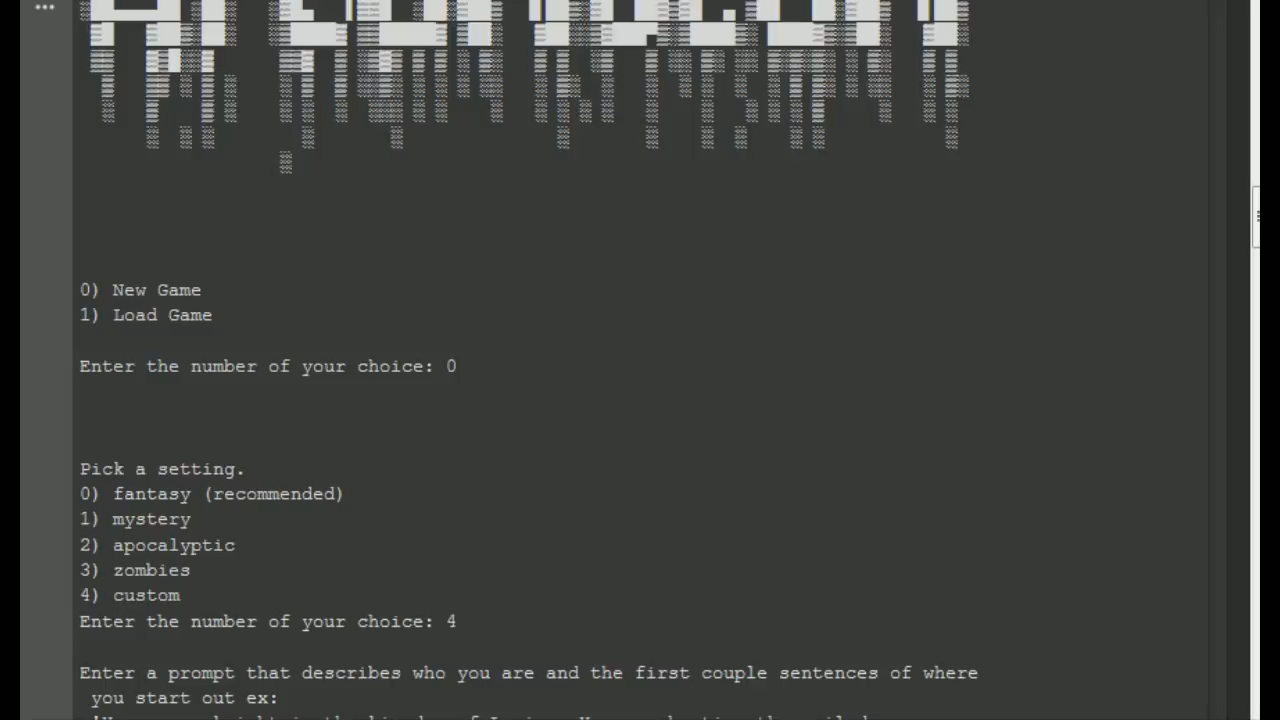 0) New Game
1) Load Game
Enter the number of your choice: 0
Pick a setting.
0) fantasy (recommended)
1) mystery
2) apocalyptic
3) zombies
4) custom
Enter the number of your choice: 4
Enter a prompt that describes who you are and the first couple sentences of where
you start out ex: